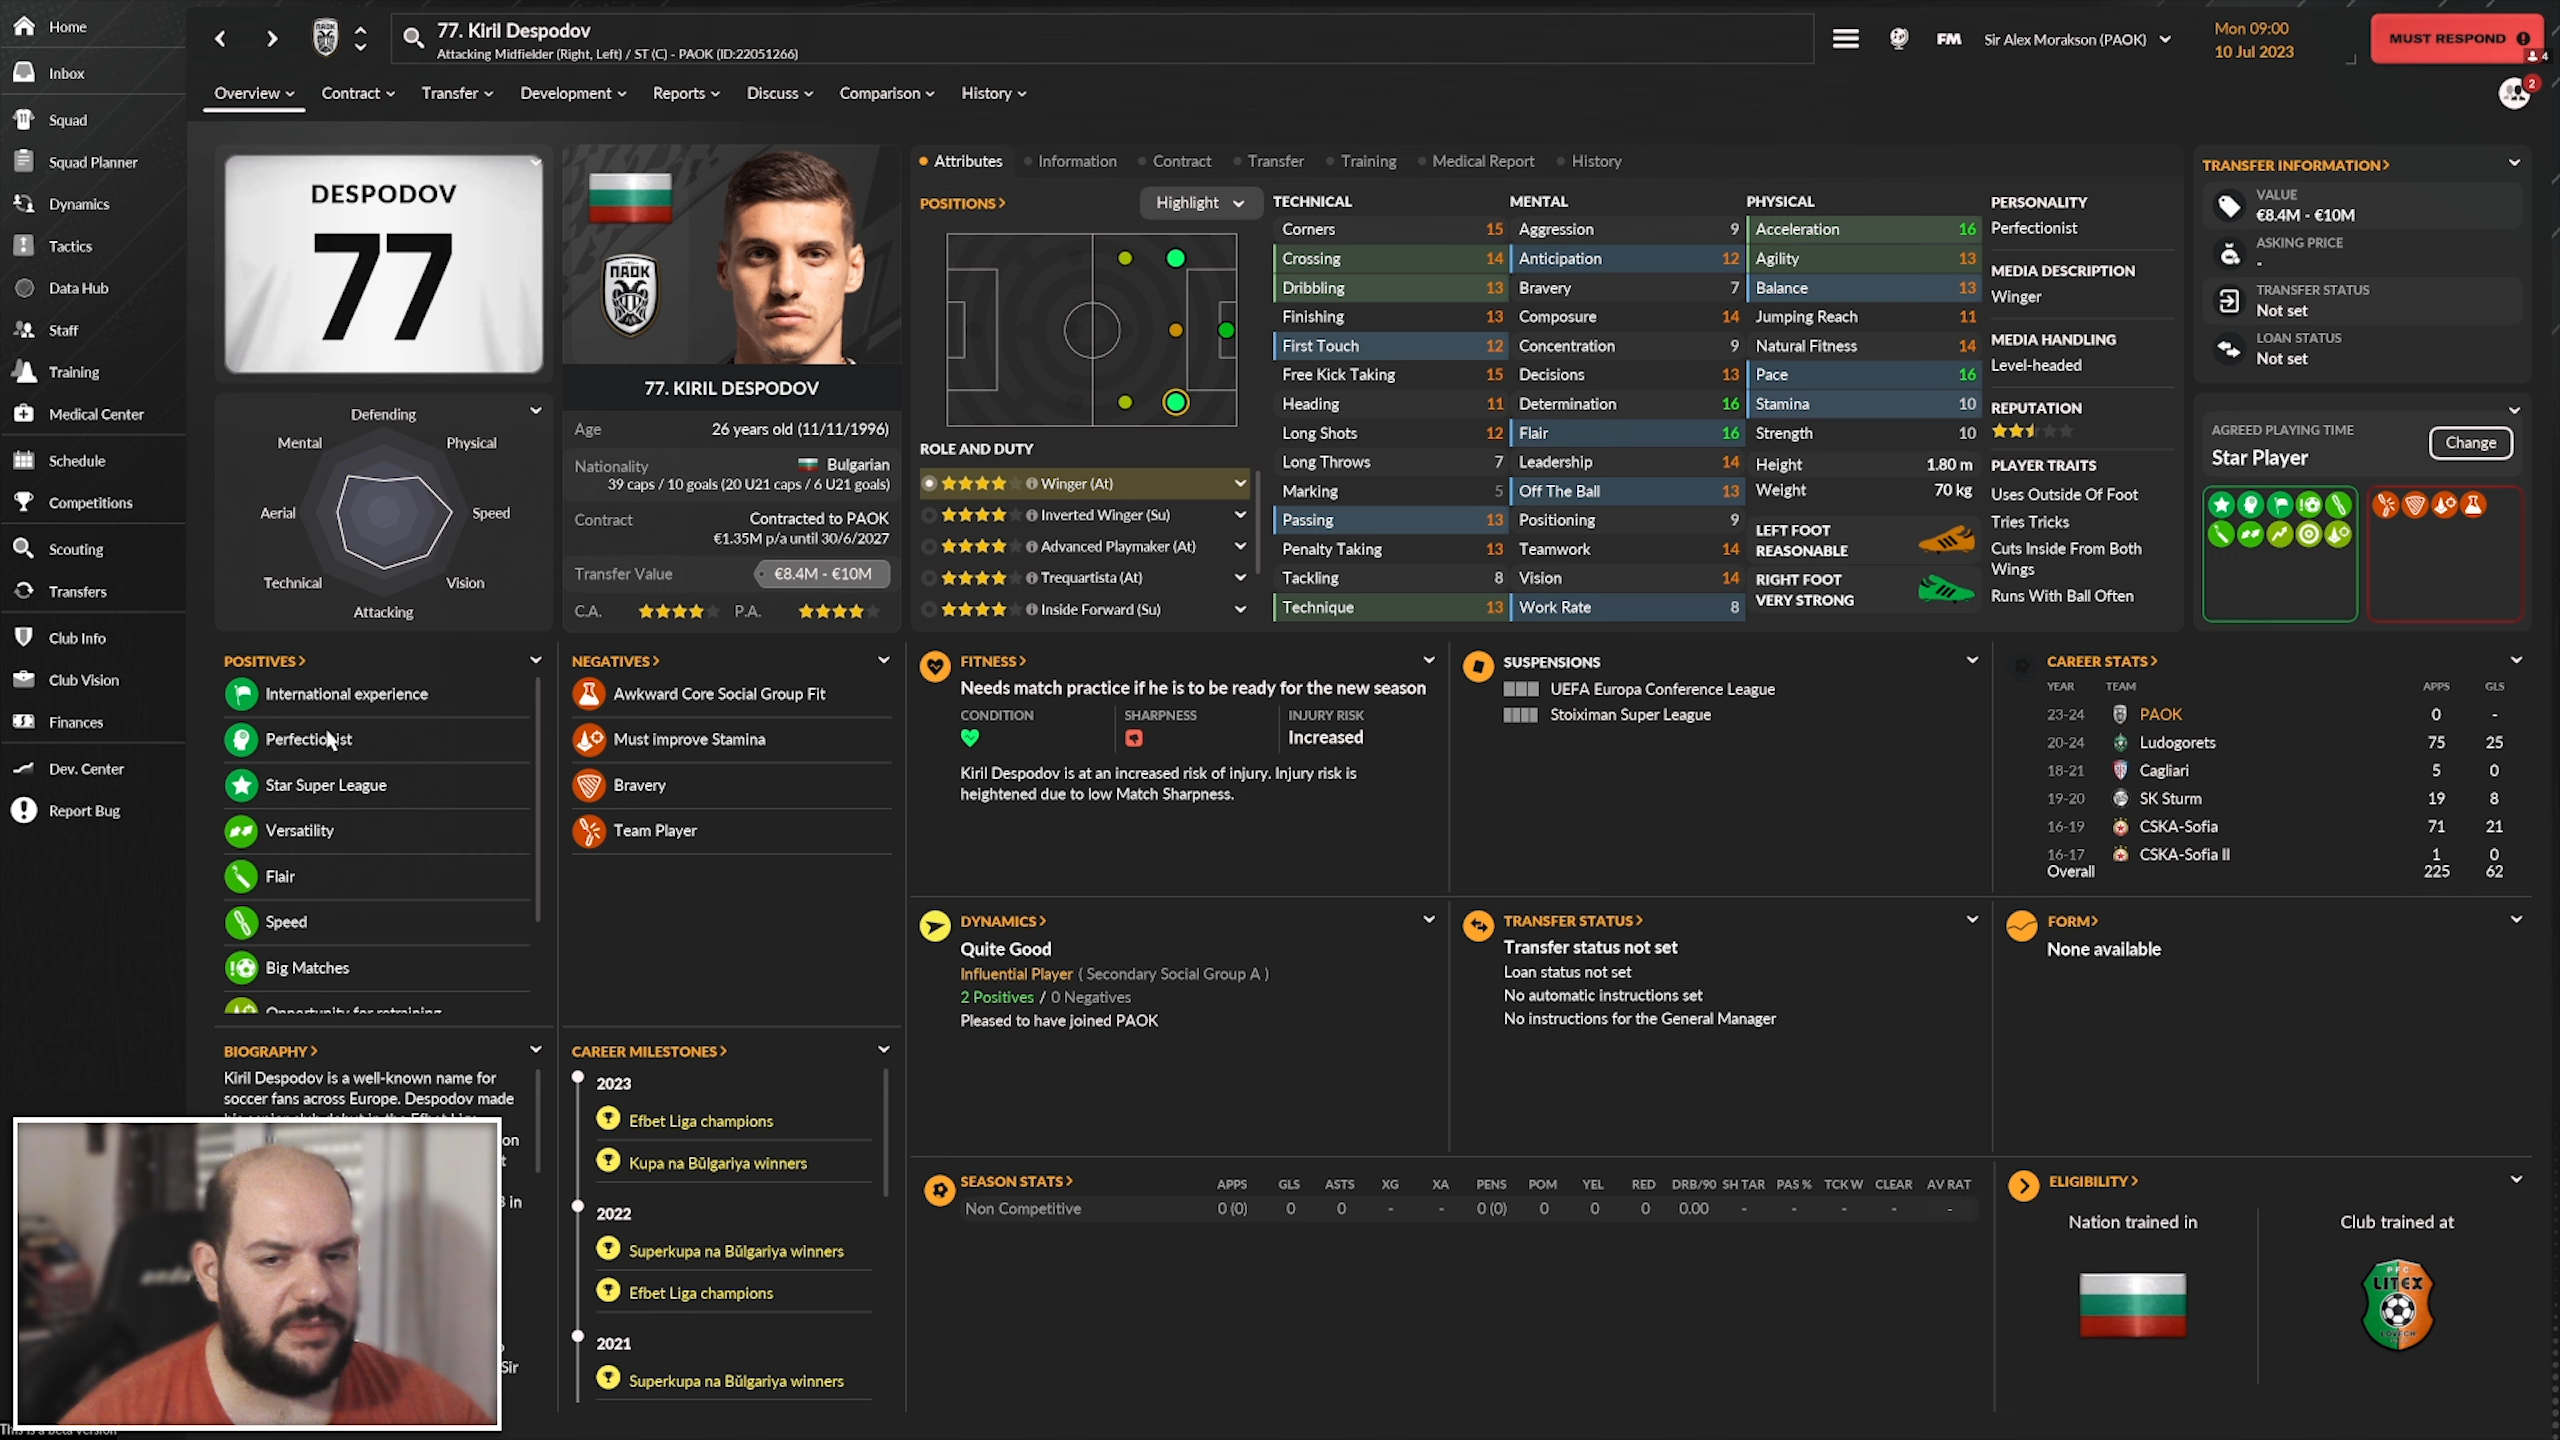 Home
Inbox
Squad
Squad Planner
Dynamics
Tactics
Data Hub
Staff
Training
Medical Center
Schedule
Competitions
Scouting
Transfers
Club Info
Club Vision
Finances
Dev. Center
Report Bug
77. Kiril Despodov
Attacking Midfielder (Right, Left) / ST (C) - PAOK (ID:22051266)
FM
Sir Alex Morakson (PAOK)
Mon 09:00
10 Jul 2023
MUST RESPOND
4
2
Overview
Contract
Transfer
Development
Reports
Discuss
Comparison
History
DESPODOV
77
Defending
Mental
Physical
Aerial
Speed
Technical
Vision
Attacking
ΠΑΟΚ
77. KIRIL DESPODOV
Age 26 years old (11/11/1996)
Nationality Bulgarian
39 caps / 10 goals (20 U21 caps / 6 U21 goals)
Contract Contracted to PAOK
€1.35M p/a until 30/6/2027
Transfer Value €8.4M - €10M
C.A. P.A.
Attributes
Information
Contract
Transfer
Training
Medical Report
History
POSITIONS>
Highlight
ROLE AND DUTY
Winger (At)
Inverted Winger (Su)
Advanced Playmaker (At)
Trequartista (At)
Inside Forward (Su)
TECHNICAL
Corners 15
Crossing 14
Dribbling 13
Finishing 13
First Touch 12
Free Kick Taking 15
Heading 11
Long Shots 12
Long Throws 7
Marking 5
Passing 13
Penalty Taking 13
Tackling 8
Technique 13
MENTAL
Aggression 9
Anticipation 12
Bravery 7
Composure 14
Concentration 9
Decisions 13
Determination 16
Flair 16
Leadership 14
Off The Ball 13
Positioning 9
Teamwork 14
Vision 14
Work Rate 8
PHYSICAL
Acceleration 16
Agility 13
Balance 13
Jumping Reach 11
Natural Fitness 14
Pace 16
Stamina 10
Strength 10
Height 1.80 m
Weight 70 kg
LEFT FOOT
REASONABLE
RIGHT FOOT
VERY STRONG
PERSONALITY
Perfectionist
MEDIA DESCRIPTION
Winger
MEDIA HANDLING
Level-headed
REPUTATION
PLAYER TRAITS
Uses Outside Of Foot
Tries Tricks
Cuts Inside From Both
Wings
Runs With Ball Often
TRANSFER INFORMATION>
VALUE
€8.4M - €10M
ASKING PRICE
-
TRANSFER STATUS
Not set
LOAN STATUS
Not set
AGREED PLAYING TIME
Star Player
Change
POSITIVES>
International experience
Perfectionist
Star Super League
Versatility
Flair
Speed
Big Matches
Opportunity for retraining
NEGATIVES>
Awkward Core Social Group Fit
Must improve Stamina
Bravery
Team Player
FITNESS>
Needs match practice if he is to be ready for the new season
CONDITION
SHARPNESS
INJURY RISK
Increased
Kiril Despodov is at an increased risk of injury. Injury risk is
heightened due to low Match Sharpness.
SUSPENSIONS
UEFA Europa Conference League
Stoiximan Super League
CAREER STATS>
YEAR TEAM APPS GLS
23-24 PAOK 0 -
20-24 Ludogorets 75 25
18-21 Cagliari 5 0
19-20 SK Sturm 19 8
16-19 CSKA-Sofia 71 21
16-17 CSKA-Sofia II 1 0
Overall 225 62
DYNAMICS>
Quite Good
Influential Player ( Secondary Social Group A )
2 Positives / 0 Negatives
Pleased to have joined PAOK
TRANSFER STATUS>
Transfer status not set
Loan status not set
No automatic instructions set
No instructions for the General Manager
FORM>
None available
BIOGRAPHY>
Kiril Despodov is a well-known name for
soccer fans across Europe. Despodov made
on
t
3 in
Sir
CAREER MILESTONES>
2023
Efbet Liga champions
Kupa na Bŭlgariya winners
2022
Superkupa na Bŭlgariya winners
Efbet Liga champions
2021
Superkupa na Bŭlgariya winners
SEASON STATS>
APPS GLS ASTS XG XA PENS POM YEL RED DRB/90 SH TAR PAS % TCK W CLEAR AV RAT
Non Competitive 0 (0) 0 0 - - 0 (0) 0 0 0 0.00 - - - - -
ELIGIBILITY>
Nation trained in
Club trained at
PFC
LITEX
LOVECH
This is a beta version